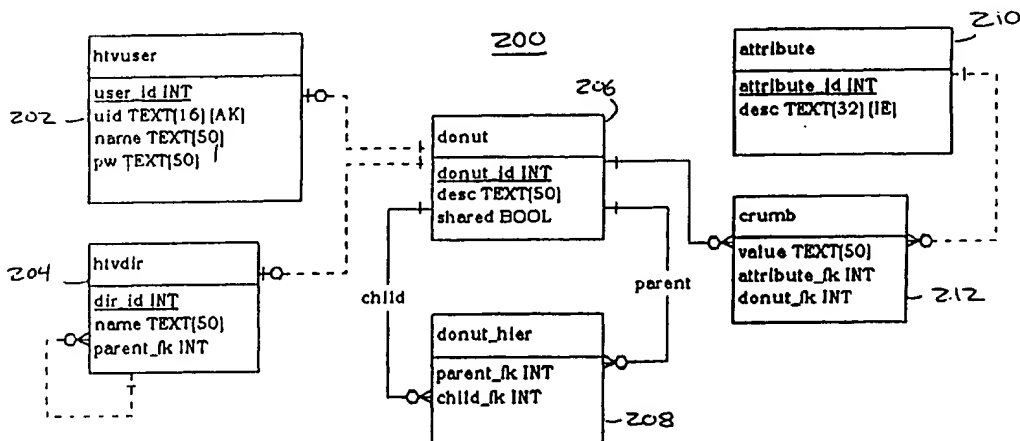 200
htvuser
user_id INT
uid TEXT(16) (AK)
name TEXT(50)
pw TEXT(50)
202
htvdir
dir_id INT
name TEXT(50)
parent_fk INT
204
donut
donut_id INT
desc TEXT(50)
shared BOOL
206
child
parent
donut_hier
parent_fk INT
child_fk INT
208
attribute
attribute_id INT
desc TEXT(32) (IE)
210
crumb
value TEXT(50)
attribute_fk INT
donut_fk INT
212